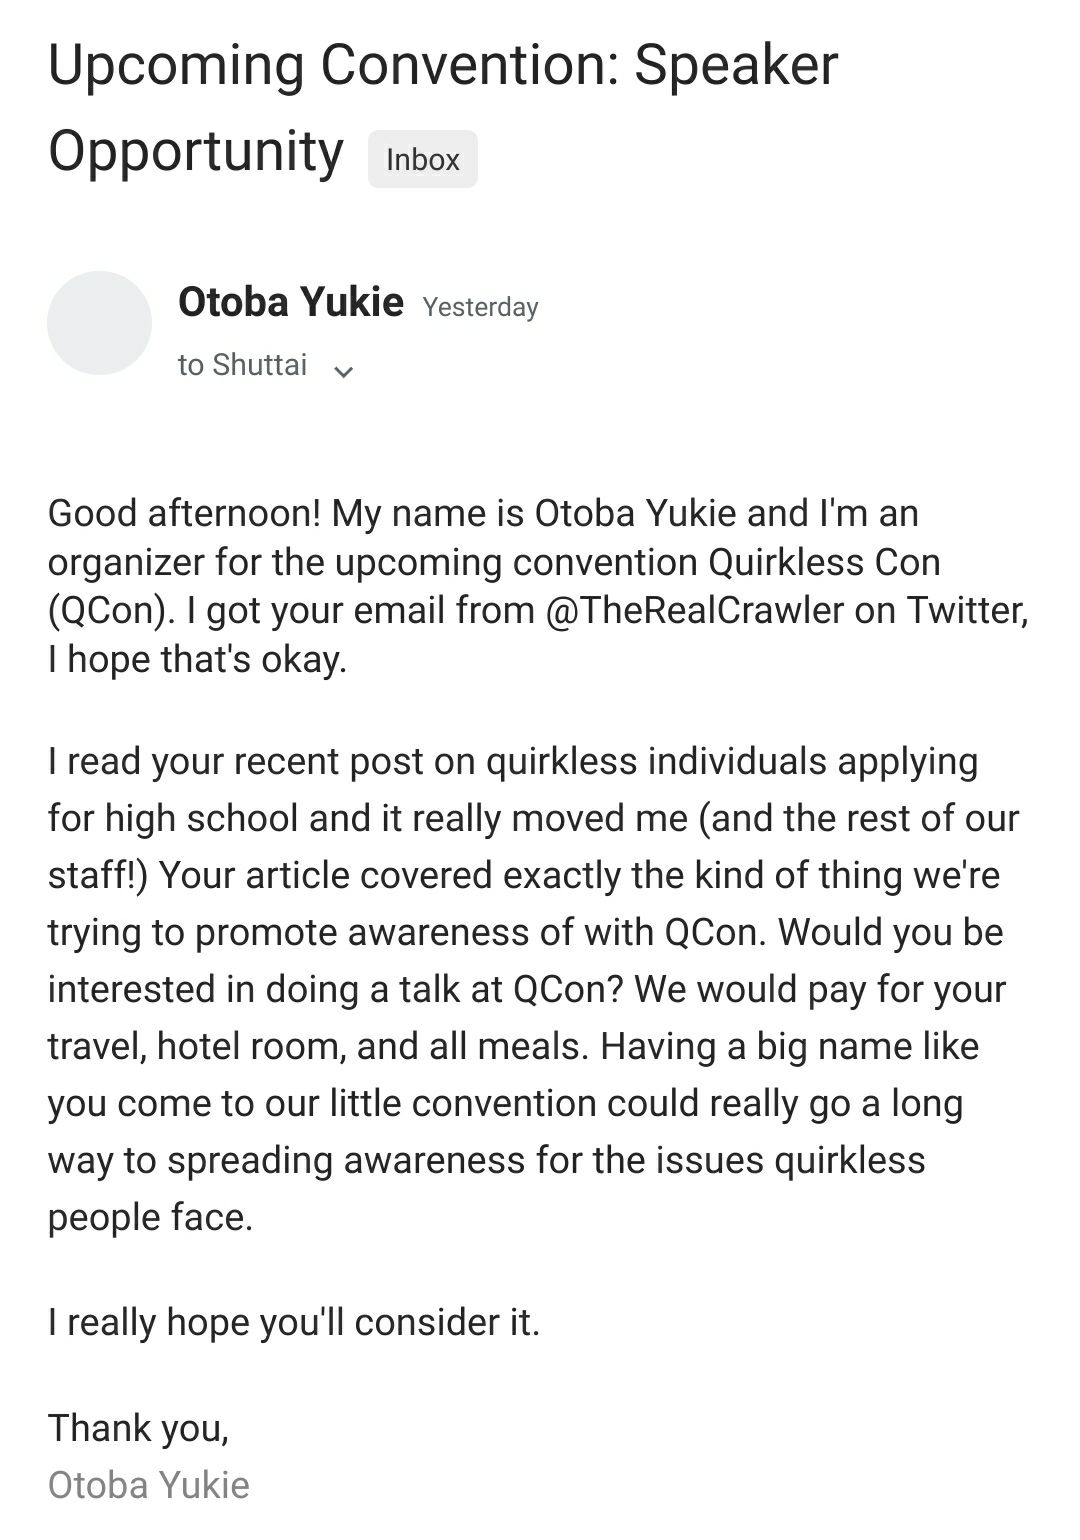 Upcoming Convention: Speaker
Opportunity Inbox
Otoba Yukie Yesterday
to Shuttai
Good afternoon! My name is Otoba Yukie and I'm an
organizer for the upcoming convention Quirkless Con
(QCon). I got your email from @TheRealCrawler on Twitter,
I hope that's okay.
I read your recent post on quirkless individuals applying
for high school and it really moved me (and the rest of our
staff!) Your article covered exactly the kind of thing we're
trying to promote awareness of with QCon. Would you be
interested in doing a talk at QCon? We would pay for your
travel, hotel room, and all meals. Having a big name like
you come to our little convention could really go a long
way to spreading awareness for the issues quirkless
people face.
I really hope you'll consider it.
Thank you,
Otoba Yukie